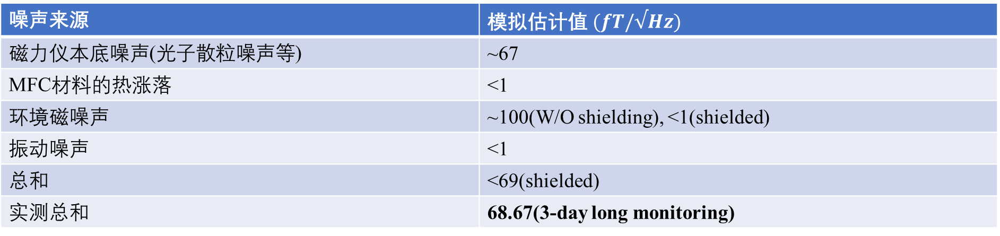 噪声来源 模拟估计值 (fT/√Hz)
磁力仪本底噪声(光子散粒噪声等) ~67
MFC材料的热涨落 <1
环境磁噪声 ~100(W/O shielding), <1(shielded)
振动噪声 <1
总和 <69(shielded)
实测总和 68.67(3-day long monitoring)